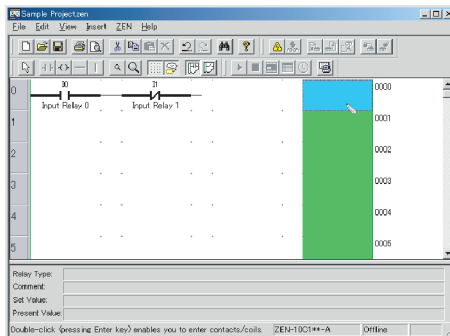 Sample Project.zen
File Edit View Insert ZEN Help
0 I0 I1 0000
Input Relay 0 Input Relay 1
1 0001
2 0002
3 0003
4 0004
5 0005
Relay Type:
Comment:
Set Value:
Present Value:
Double-click (pressing Enter key) enables you to enter contacts/coils. ZEN-10C1**-A Offline